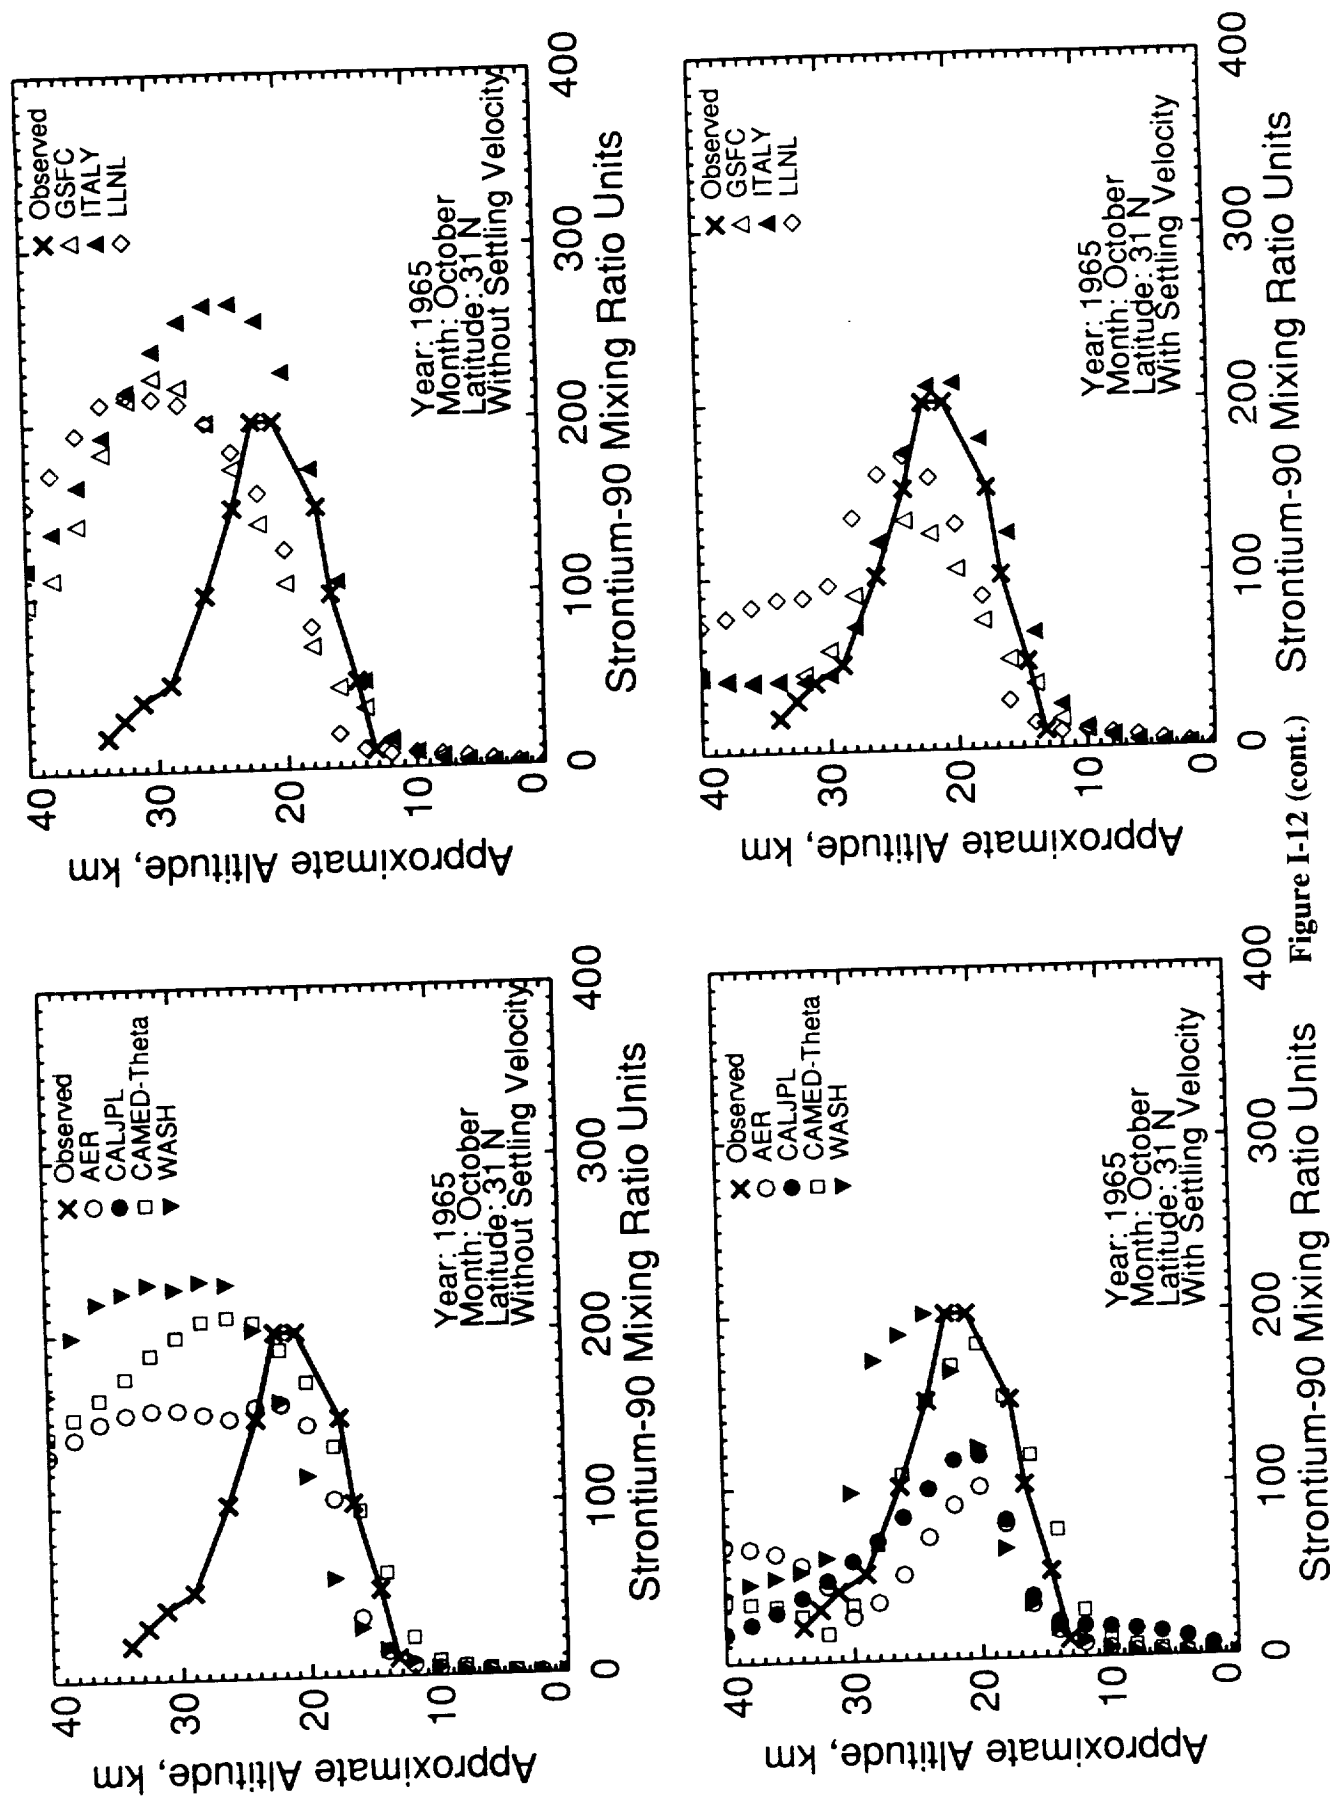 40
30
20
10
0
Approximate Altitude, km
Observed
AER
CALJPL
CAMED-Theta
WASH
Year: 1965
Month: October
Latitude: 31 N
Without Settling Velocity
0
100
200
300
400
Strontium-90 Mixing Ratio Units
40
30
20
10
0
Approximate Altitude, km
Observed
GSFC
ITALY
LLNL
Year: 1965
Month: October
Latitude: 31 N
Without Settling Velocity
0
100
200
300
400
Strontium-90 Mixing Ratio Units
40
30
20
10
0
Approximate Altitude, km
Observed
AER
CALJPL
CAMED-Theta
WASH
Year: 1965
Month: October
Latitude: 31 N
With Settling Velocity
0
100
200
300
400
Strontium-90 Mixing Ratio Units
40
30
20
10
0
Approximate Altitude, km
Observed
GSFC
ITALY
LLNL
Year: 1965
Month: October
Latitude: 31 N
With Settling Velocity
0
100
200
300
400
Strontium-90 Mixing Ratio Units
Figure I-12 (cont.)